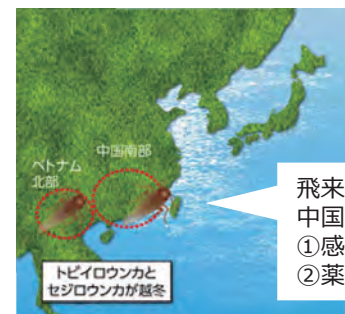 中国南部
ベトナム
北部
トビイロウンカと
セジロウンカが越冬
飛来
中国
①感
②薬